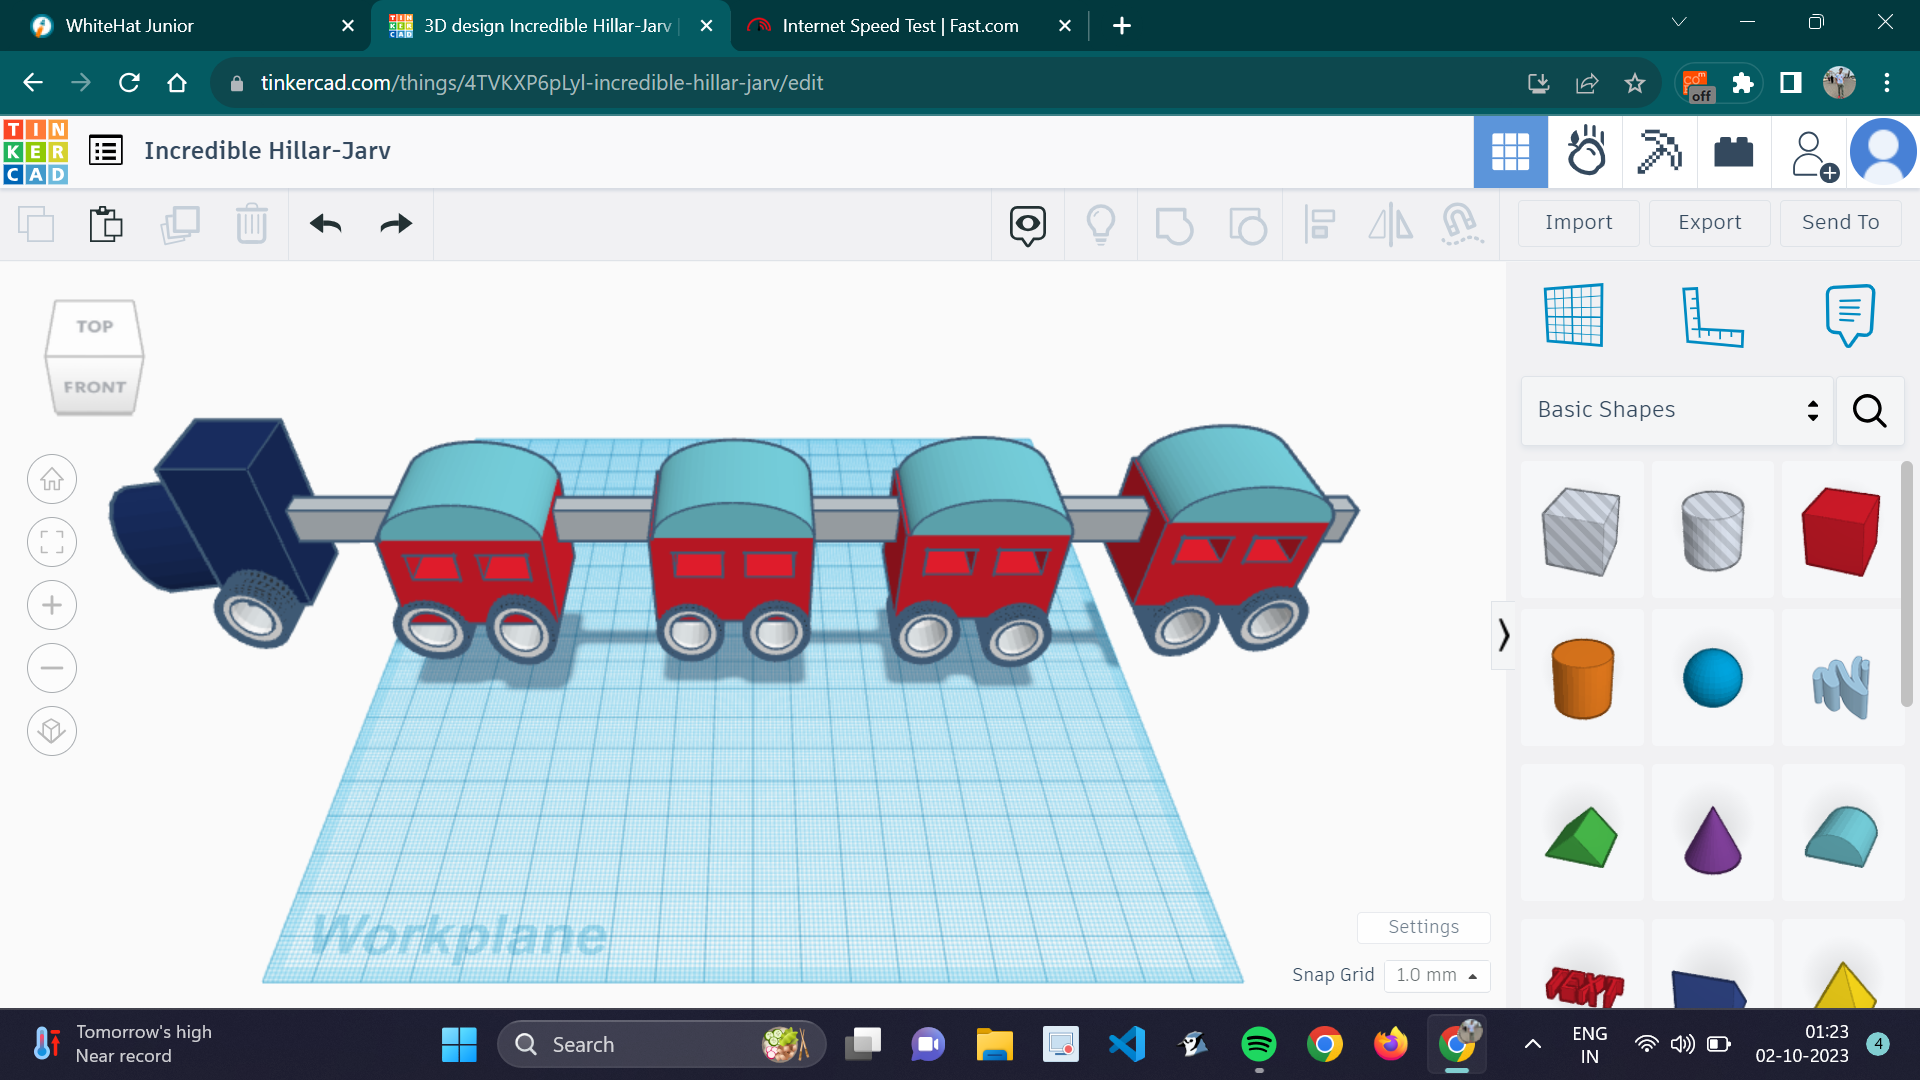 WhiteHat Junior
3D design Incredible Hillar-Jarv |
Internet Speed Test | Fast.com
tinkercad.com/things/4TVKXP6pLyl-incredible-hillar-jarv/edit
off
TIN
KER
CAD
Incredible Hillar-Jarv
Import
Export
Send To
TOP
FRONT
Basic Shapes
Workplane
TEXT
Settings
Snap Grid
1.0 mm
Tomorrow's high
Near record
Search
ENG
IN
01:23
02-10-2023
4